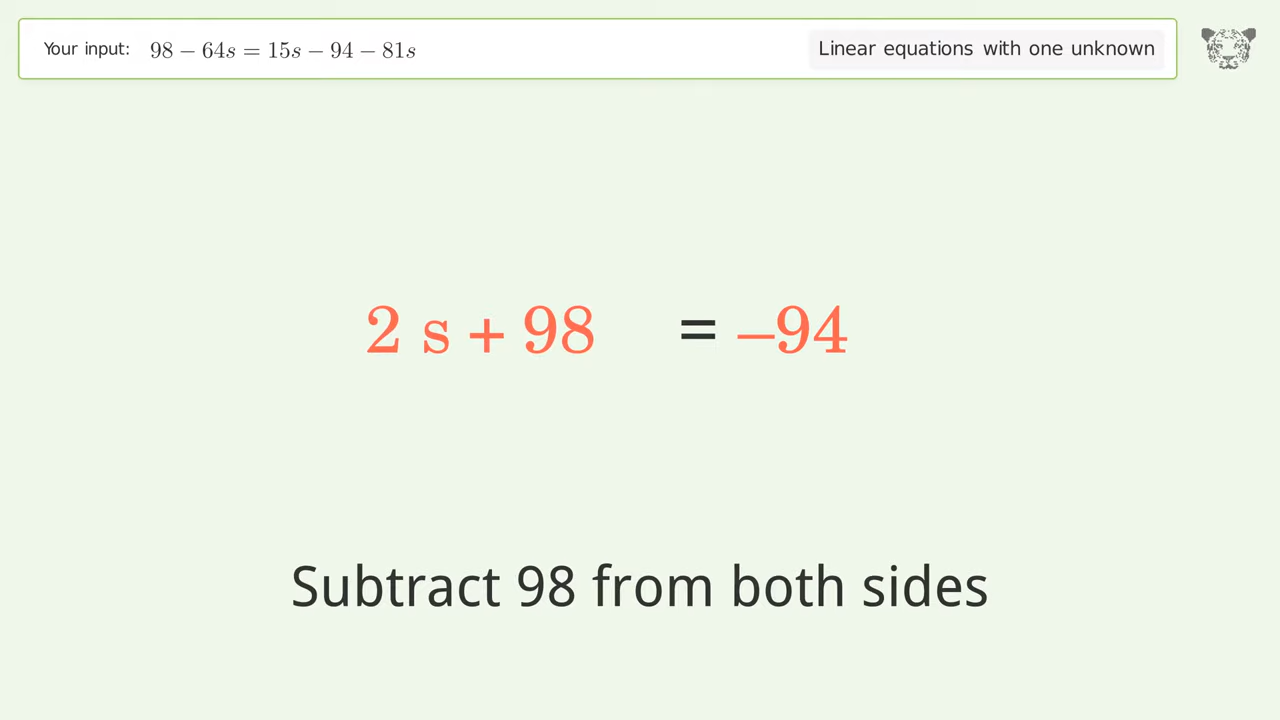 Your input: 98 − 64s = 15s − 94 − 81s Linear equations with one unknown
2 s + 98 = –94
Subtract 98 from both sides